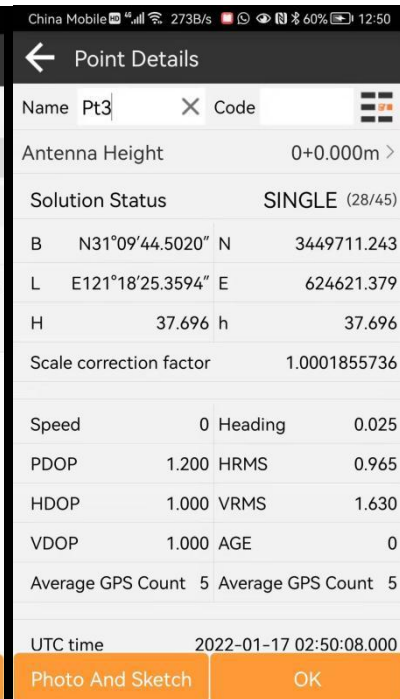 China Mobile HD 4G 273B/s 60% 12:50
Point Details
Name Pt3 Code
Antenna Height 0+0.000m >
Solution Status SINGLE (28/45)
B N31°09′44.5020″ N 3449711.243
L E121°18′25.3594″ E 624621.379
H 37.696 h 37.696
Scale correction factor 1.0001855736
Speed 0 Heading 0.025
PDOP 1.200 HRMS 0.965
HDOP 1.000 VRMS 1.630
VDOP 1.000 AGE 0
Average GPS Count 5 Average GPS Count 5
UTC time 2022-01-17 02:50:08.000
Photo And Sketch OK